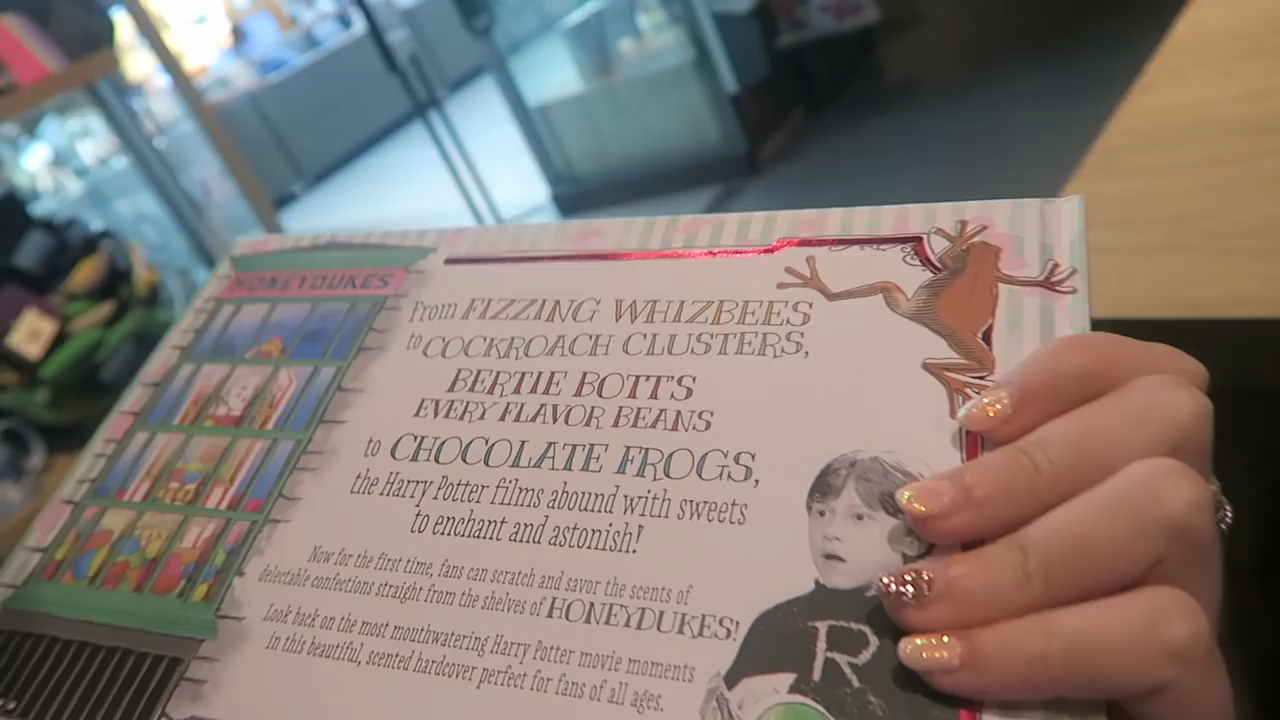 HONEYDUKES
From FIZZING WHIZBEES
to COCKROACH CLUSTERS,
BERTIE BOTT'S
EVERY FLAVOR BEANS
to CHOCOLATE FROGS,
the Harry Potter films abound with sweets
to enchant and astonish!
Now for the first time, fans can scratch and savor the scents of
delectable confections straight from the shelves of HONEYDUKES!
Look back on the most mouthwatering Harry Potter movie moments
in this beautiful, scented hardcover perfect for fans of all ages.
R